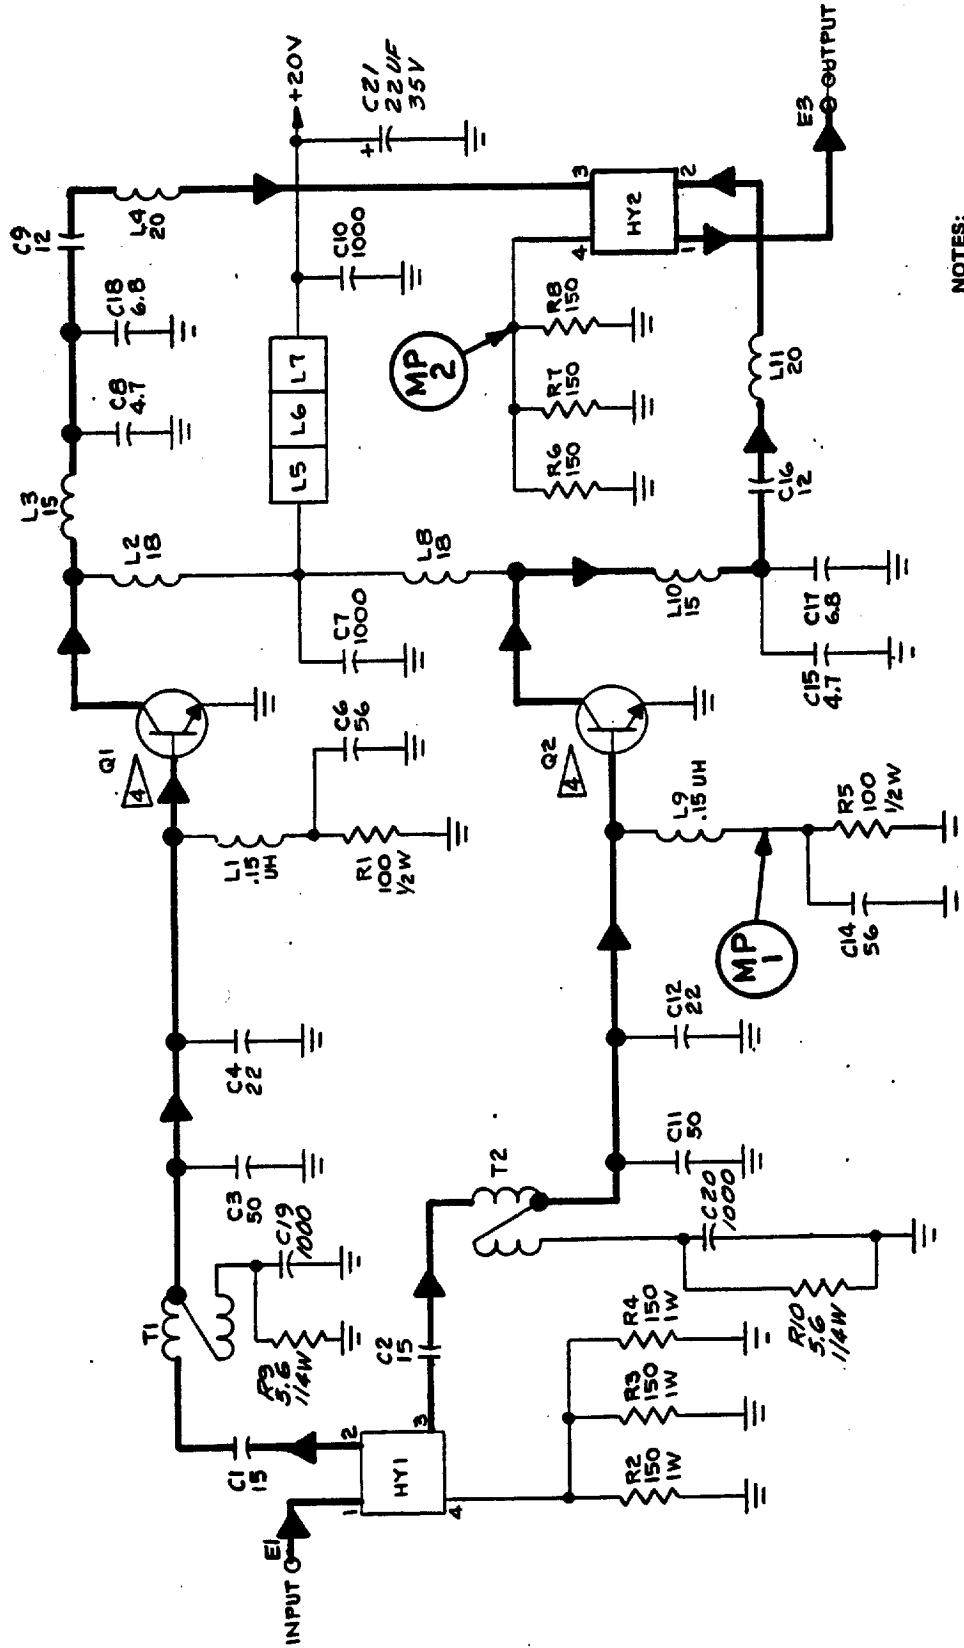 INPUT
E1
HY1
1
2
3
4
C1
15
T1
R9
5.6
1/4W
C19
1000
C3
50
C4
22
L1
.15
UH
R1
100
1/2W
C6
56
Q1
4
L3
15
L2
18
C7
1000
L5
L6
L7
C8
4.7
C18
6.8
C9
12
L4
20
C10
1000
+20V
+
C21
22UF
35V
C2
15
R2
150
1W
R3
150
1W
R4
150
1W
T2
R10
5.6
1/4W
C20
1000
C11
50
C12
22
MP
1
L9
.15UH
C14
56
R5
100
1/2W
Q2
4
L8
18
L10
15
C15
4.7
C17
6.8
C16
12
L11
20
R6
150
R7
150
R8
150
MP
2
HY2
4
3
1
2
E3
OUTPUT
NOTES: